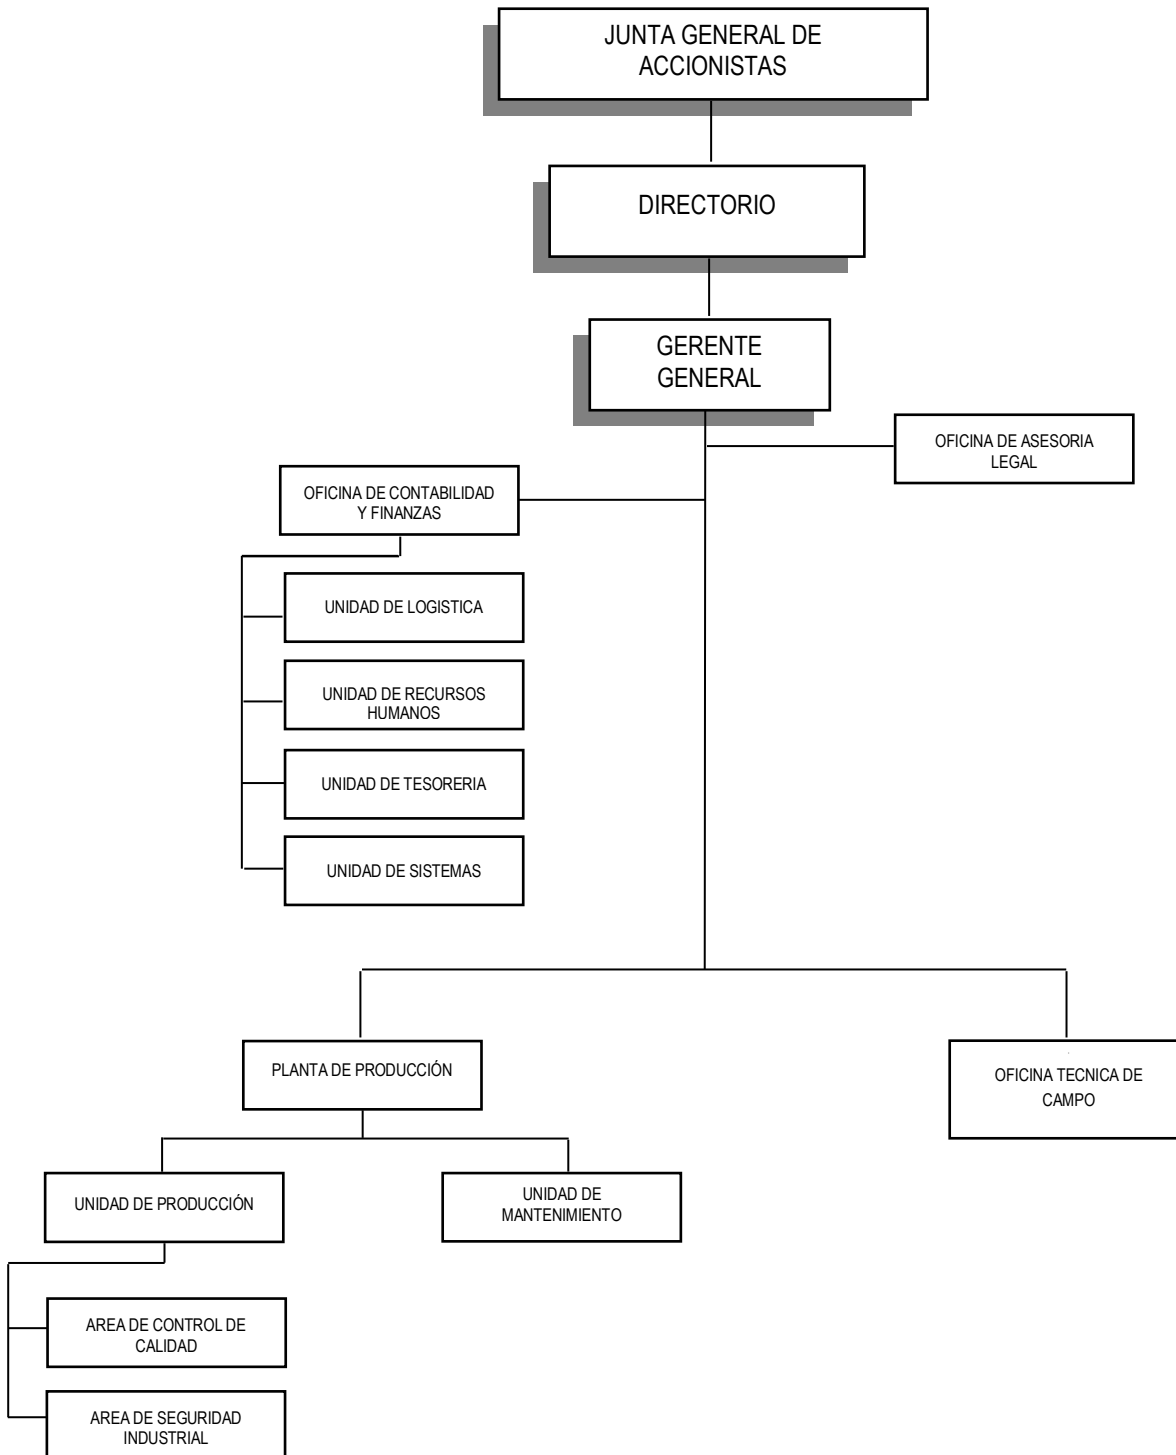 JUNTA GENERAL DE
ACCIONISTAS
DIRECTORIO
GERENTE
GENERAL
OFICINA DE ASESORIA
LEGAL
OFICINA DE CONTABILIDAD
Y FINANZAS
UNIDAD DE LOGISTICA
UNIDAD DE RECURSOS
HUMANOS
UNIDAD DE TESORERIA
UNIDAD DE SISTEMAS
PLANTA DE PRODUCCIÓN
OFICINA TECNICA DE
CAMPO
UNIDAD DE PRODUCCIÓN
UNIDAD DE
MANTENIMIENTO
AREA DE CONTROL DE
CALIDAD
AREA DE SEGURIDAD
INDUSTRIAL